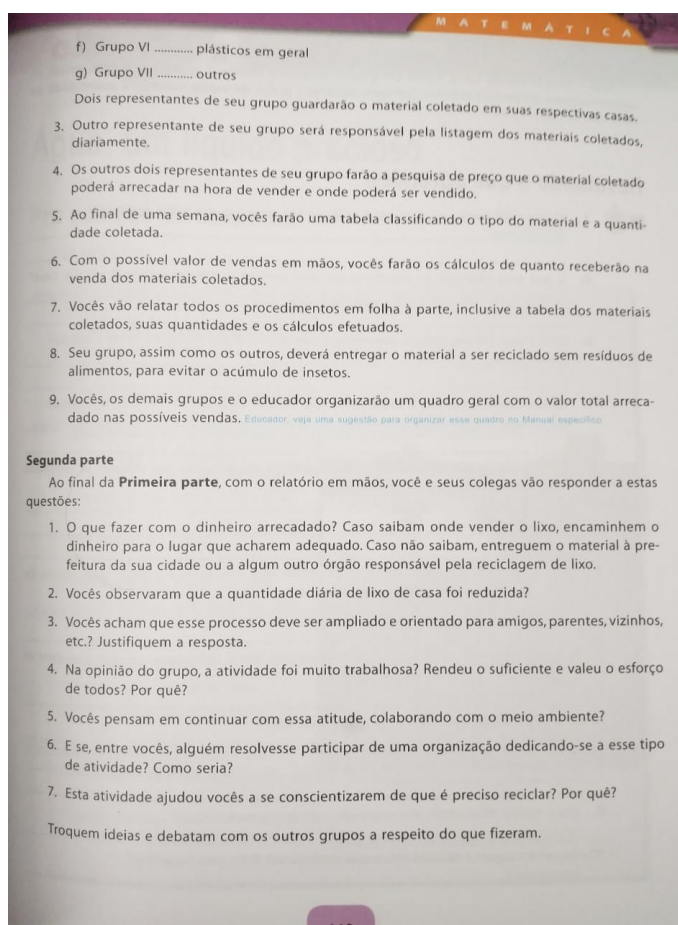 MATEMÁTICA
f) Grupo VI ............ plásticos em geral
g) Grupo VII ........... outros
Dois representantes de seu grupo guardarão o material coletado em suas respectivas casas.
3. Outro representante de seu grupo será responsável pela listagem dos materiais coletados,
diariamente.
4. Os outros dois representantes de seu grupo farão a pesquisa de preço que o material coletado
poderá arrecadar na hora de vender e onde poderá ser vendido.
5. Ao final de uma semana, vocês farão uma tabela classificando o tipo do material e a quanti-
dade coletada.
6. Com o possível valor de vendas em mãos, vocês farão os cálculos de quanto receberão na
venda dos materiais coletados.
7. Vocês vão relatar todos os procedimentos em folha à parte, inclusive a tabela dos materiais
coletados, suas quantidades e os cálculos efetuados.
8. Seu grupo, assim como os outros, deverá entregar o material a ser reciclado sem resíduos de
alimentos, para evitar o acúmulo de insetos.
9. Vocês, os demais grupos e o educador organizarão um quadro geral com o valor total arreca-
dado nas possíveis vendas. Educador, veja uma sugestão para organizar esse quadro no Manual específico.
Segunda parte
Ao final da Primeira parte, com o relatório em mãos, você e seus colegas vão responder a estas
questões:
1. O que fazer com o dinheiro arrecadado? Caso saibam onde vender o lixo, encaminhem o
dinheiro para o lugar que acharem adequado. Caso não saibam, entreguem o material à pre-
feitura da sua cidade ou a algum outro órgão responsável pela reciclagem de lixo.
2. Vocês observaram que a quantidade diária de lixo de casa foi reduzida?
3. Vocês acham que esse processo deve ser ampliado e orientado para amigos, parentes, vizinhos,
etc.? Justifiquem a resposta.
4. Na opinião do grupo, a atividade foi muito trabalhosa? Rendeu o suficiente e valeu o esforço
de todos? Por quê?
5. Vocês pensam em continuar com essa atitude, colaborando com o meio ambiente?
6. E se, entre vocês, alguém resolvesse participar de uma organização dedicando-se a esse tipo
de atividade? Como seria?
7. Esta atividade ajudou vocês a se conscientizarem de que é preciso reciclar? Por quê?
Troquem ideias e debatam com os outros grupos a respeito do que fizeram.